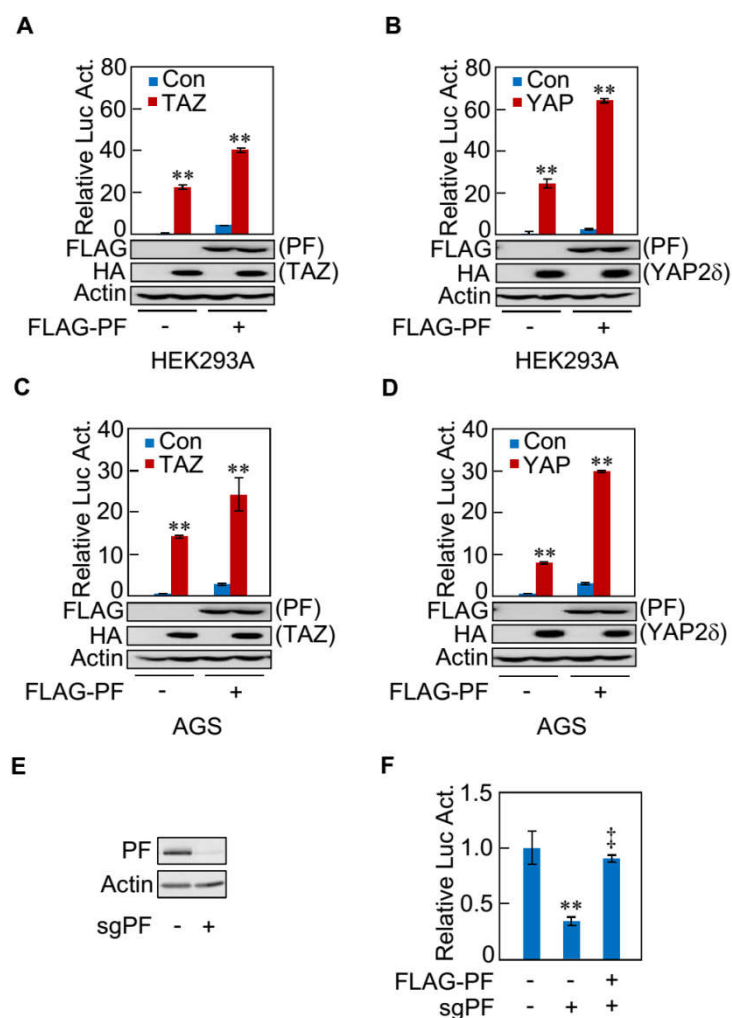 A
Relative Luc Act.
80
60
40
20
0
Con
TAZ
**
**
FLAG (PF)
HA (TAZ)
Actin
FLAG-PF - +
HEK293A
B
Relative Luc Act.
80
60
40
20
0
Con
YAP
**
**
FLAG (PF)
HA (YAP2δ)
Actin
FLAG-PF - +
HEK293A
C
Relative Luc Act.
40
30
20
10
0
Con
TAZ
**
**
FLAG (PF)
HA (TAZ)
Actin
FLAG-PF - +
AGS
D
Relative Luc Act.
40
30
20
10
0
Con
YAP
**
**
FLAG (PF)
HA (YAP2δ)
Actin
FLAG-PF - +
AGS
E
PF
Actin
sgPF - +
F
Relative Luc Act.
1.5
1.0
0.5
0
**
‡
‡
FLAG-PF - - +
sgPF - + +